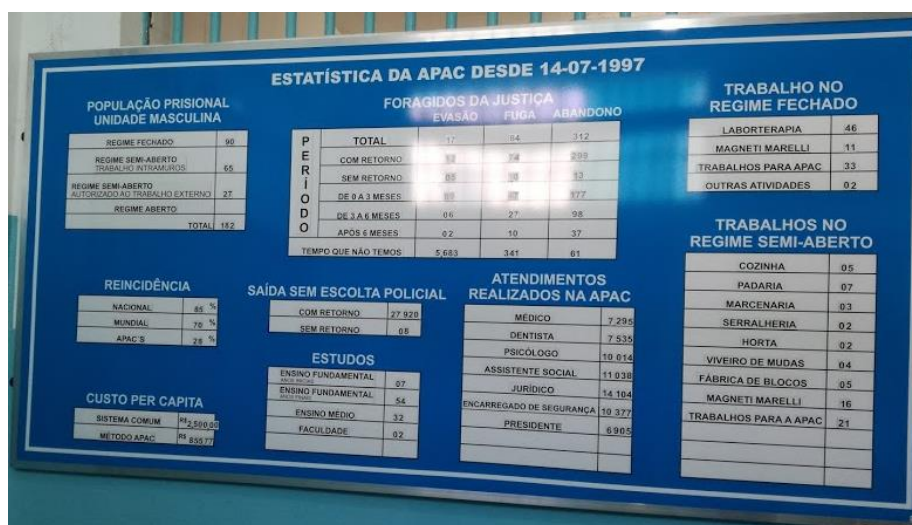 ESTATÍSTICA DA APAC DESDE 14-07-1997
POPULAÇÃO PRISIONAL
UNIDADE MASCULINA
REGIME FECHADO 90
REGIME SEMI-ABERTO
TRABALHO INTRAMUROS 65
REGIME SEMI-ABERTO
AUTORIZADO AO TRABALHO EXTERNO 27
REGIME ABERTO
TOTAL 182
REINCIDÊNCIA
NACIONAL 85 %
MUNDIAL 70 %
APAC'S 28 %
CUSTO PER CAPITA
SISTEMA COMUM R$ 2,500,00
MÉTODO APAC R$
FORAGIDOS DA JUSTIÇA
EVASÃO FUGA ABANDONO
PERÍODO
TOTAL 17 84 312
COM RETORNO
SEM RETORNO 13
DE 0 A 3 MESES
DE 3 A 6 MESES 06 27 98
APÓS 6 MESES 02 10 37
TEMPO QUE NÃO TEMOS 5,683 341 61
SAÍDA SEM ESCOLTA POLICIAL
COM RETORNO 27 920
SEM RETORNO 08
ESTUDOS
ENSINO FUNDAMENTAL 07
ENSINO FUNDAMENTAL 54
ENSINO MÉDIO 32
FACULDADE 02
ATENDIMENTOS
REALIZADOS NA APAC
MÉDICO 7 295
DENTISTA 7 535
PSICÓLOGO 10 014
ASSISTENTE SOCIAL 11 038
JURÍDICO 14 104
ENCARREGADO DE SEGURANÇA 10 377
PRESIDENTE 6 905
TRABALHO NO
REGIME FECHADO
LABORTERAPIA 46
MAGNETI MARELLI 11
TRABALHOS PARA APAC 33
OUTRAS ATIVIDADES 02
TRABALHOS NO
REGIME SEMI-ABERTO
COZINHA 05
PADARIA 07
MARCENARIA 03
SERRALHERIA 02
HORTA 02
VIVEIRO DE MUDAS 04
FÁBRICA DE BLOCOS 05
MAGNETI MARELLI 16
TRABALHOS PARA A APAC 21